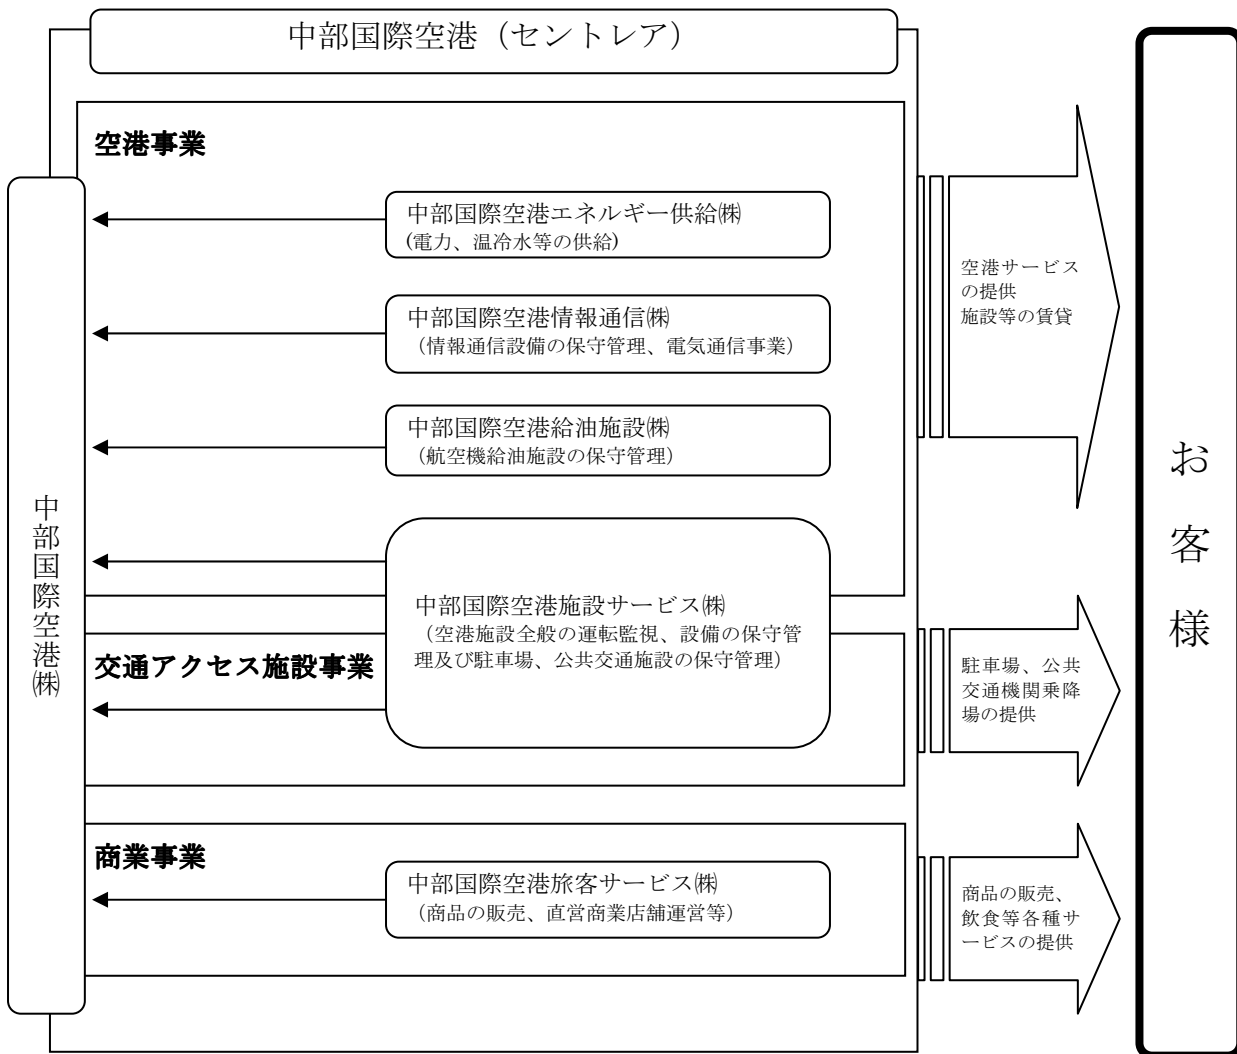 中部国際空港（セントレア）
空港事業
中部国際空港エネルギー供給㈱
(電力、温冷水等の供給)
中部国際空港情報通信㈱
（情報通信設備の保守管理、電気通信事業）
中部国際空港給油施設㈱
（航空機給油施設の保守管理）
中部国際空港施設サービス㈱
（空港施設全般の運転監視、設備の保守管
理及び駐車場、公共交通施設の保守管理）
交通アクセス施設事業
商業事業
中部国際空港旅客サービス㈱
（商品の販売、直営商業店舗運営等）
中部国際空港㈱
空港サービス
の提供
施設等の賃貸
駐車場、公共
交通機関乗降
場の提供
商品の販売、
飲食等各種サ
ービスの提供
お客様